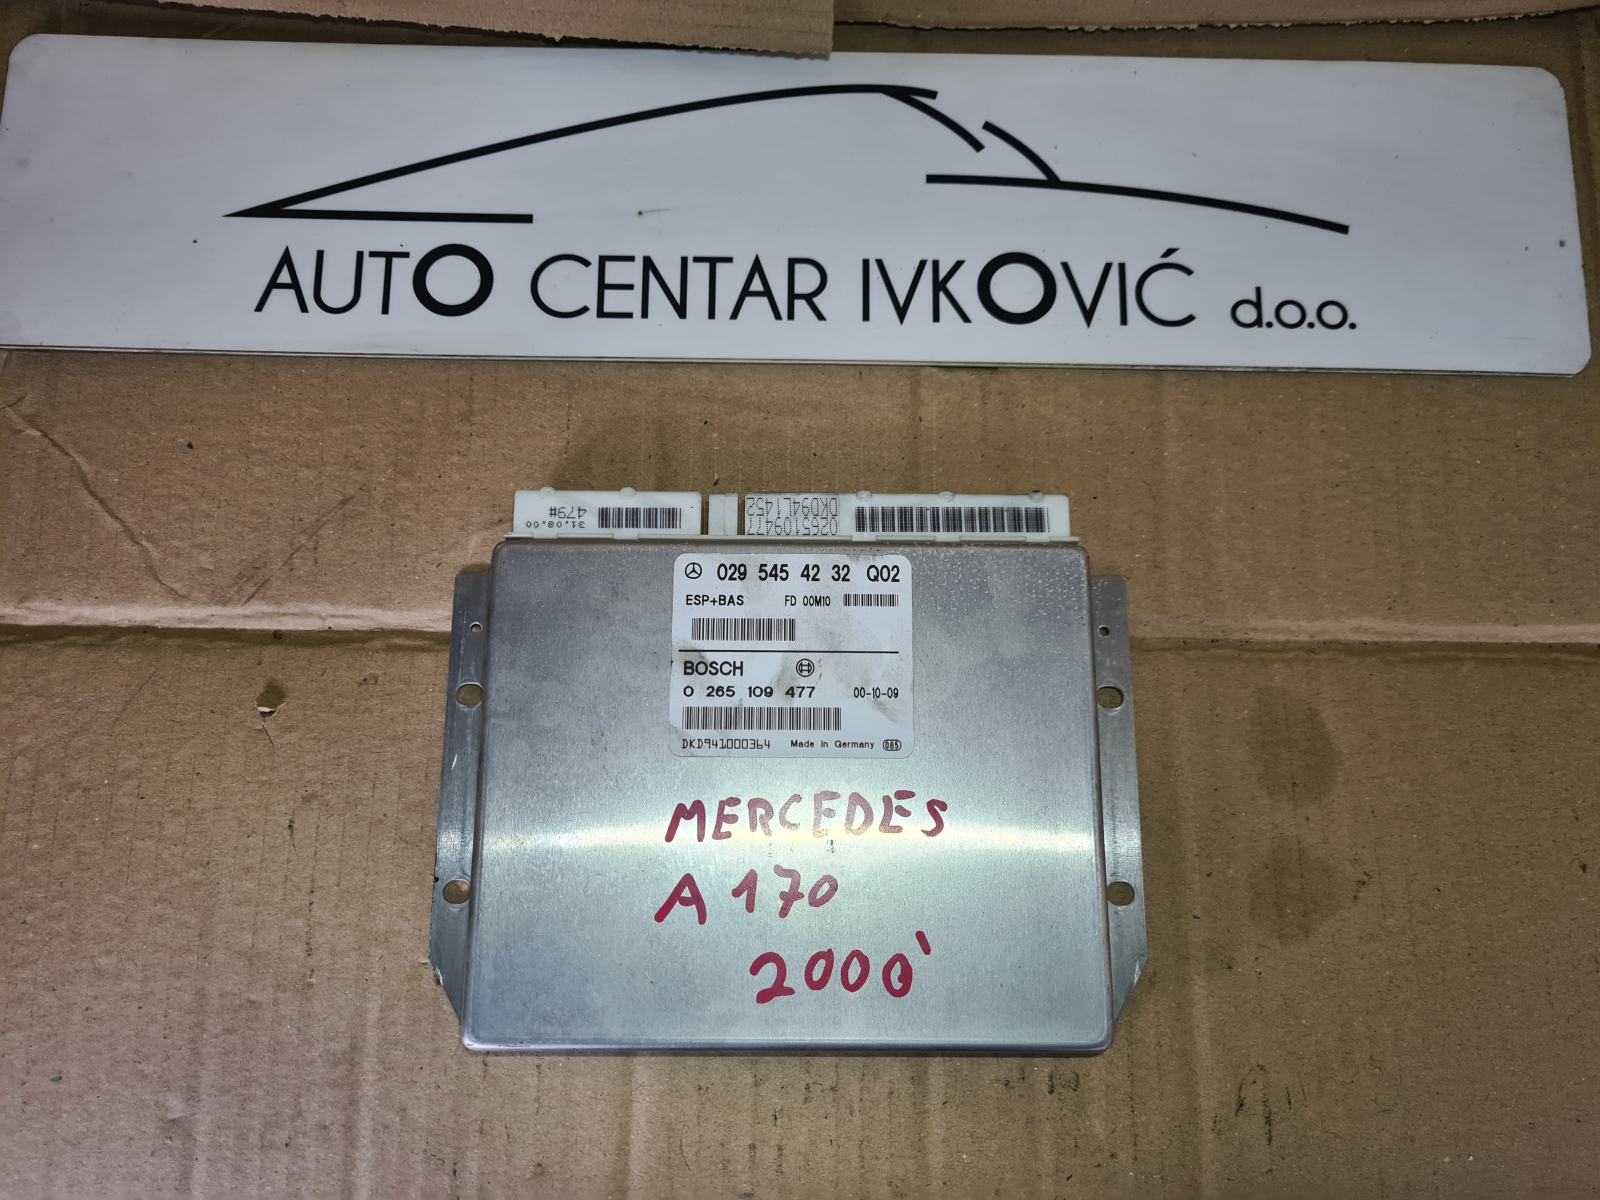 AUTO CENTAR IVKOVIĆ d.o.o.
31.08.00
479#
0265109477
DKD94L1452
029 545 42 32 Q02
ESP+BAS FD 00M10
BOSCH
0 265 109 477 00-10-09
DKD941000364 Made in Germany 085
MERCEDES
A 170
2000'